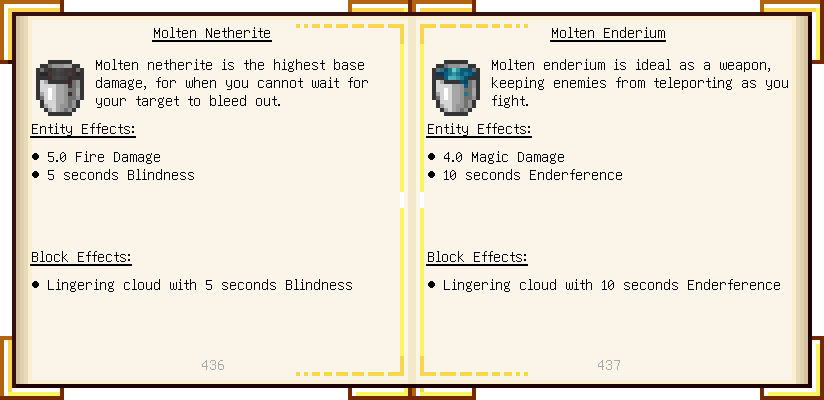 Molten Netherite
Molten netherite is the highest base
damage, for when you cannot wait for
your target to bleed out.
Entity Effects:
● 5.0 Fire Damage
● 5 seconds Blindness
Block Effects:
● Lingering cloud with 5 seconds Blindness
436
Molten Enderium
Molten enderium is ideal as a weapon,
keeping enemies from teleporting as you
fight.
Entity Effects:
● 4.0 Magic Damage
● 10 seconds Enderference
Block Effects:
● Lingering cloud with 10 seconds Enderference
437